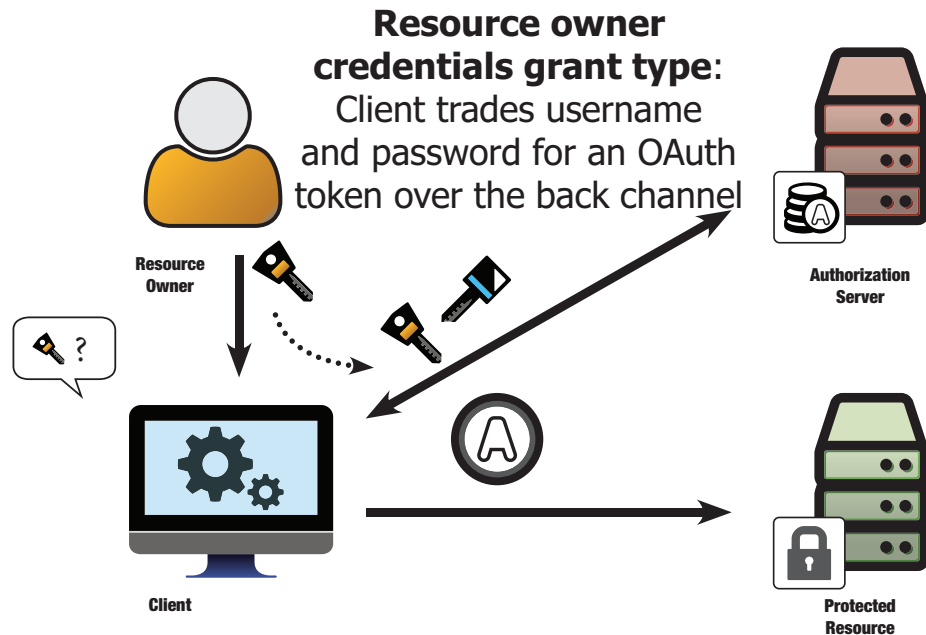 Resource owner
credentials grant type:
Client trades username
and password for an OAuth
token over the back channel
Resource
Owner
Authorization
Server
?
A
A
Client
Protected
Resource